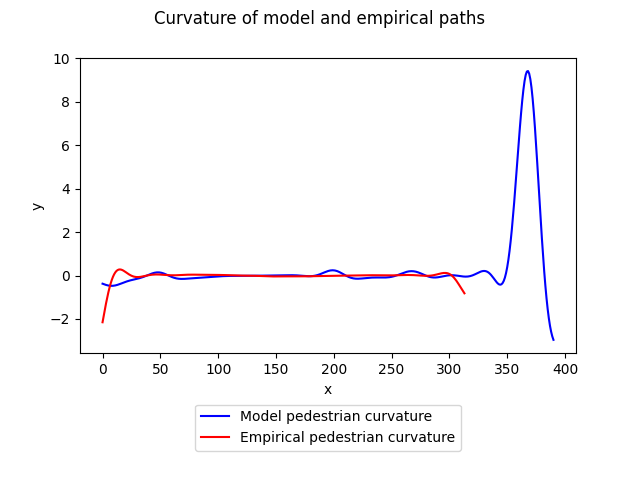 Curvature of model and empirical paths
10
8
6
4
2
0
−2
y
0 50 100 150 200 250 300 350 400
x
Model pedestrian curvature
Empirical pedestrian curvature